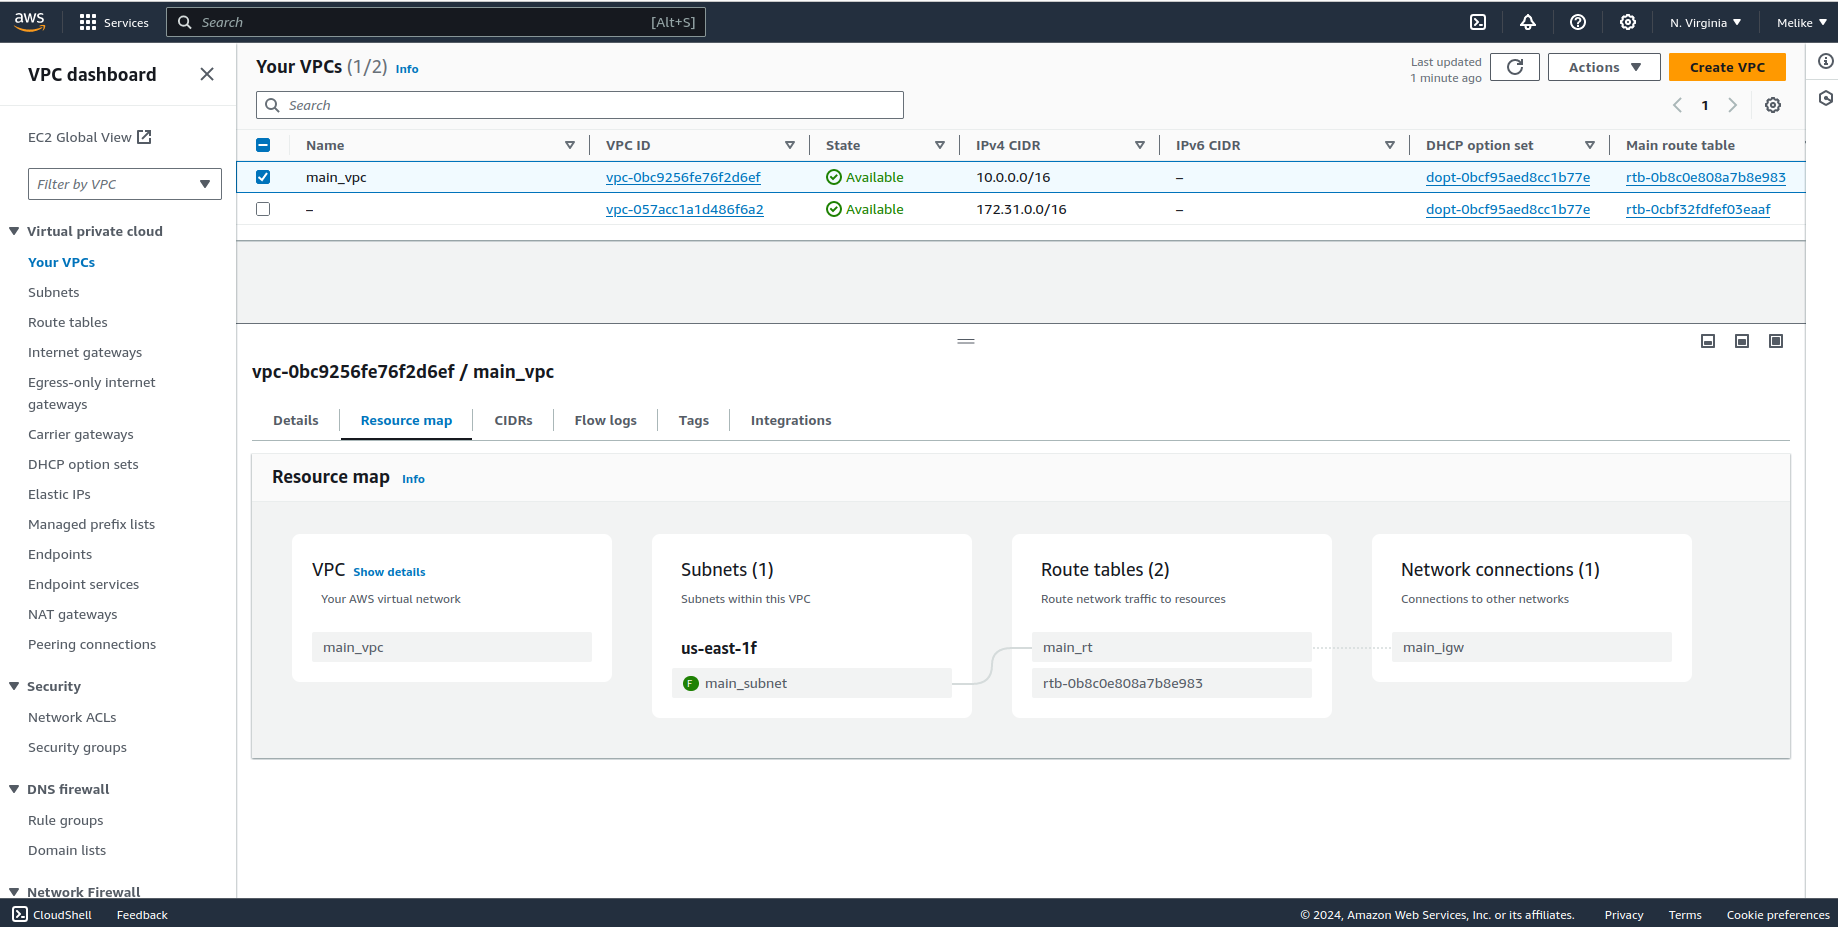 aws
Services
Search
[Alt+S]
N. Virginia
Melike
VPC dashboard
EC2 Global View
Filter by VPC
Virtual private cloud
Your VPCs
Subnets
Route tables
Internet gateways
Egress-only internet
gateways
Carrier gateways
DHCP option sets
Elastic IPs
Managed prefix lists
Endpoints
Endpoint services
NAT gateways
Peering connections
Security
Network ACLs
Security groups
DNS firewall
Rule groups
Domain lists
Network Firewall
Your VPCs (1/2) Info
Last updated
1 minute ago
Actions
Create VPC
Search
1
Name VPC ID State IPv4 CIDR IPv6 CIDR DHCP option set Main route table
main_vpc vpc-0bc9256fe76f2d6ef Available 10.0.0.0/16 – dopt-0bcf95aed8cc1b77e rtb-0b8c0e808a7b8e983
– vpc-057acc1a1d486f6a2 Available 172.31.0.0/16 – dopt-0bcf95aed8cc1b77e rtb-0cbf32fdfef03eaaf
vpc-0bc9256fe76f2d6ef / main_vpc
Details Resource map CIDRs Flow logs Tags Integrations
Resource map Info
VPC Show details
Your AWS virtual network
main_vpc
Subnets (1)
Subnets within this VPC
us-east-1f
F main_subnet
Route tables (2)
Route network traffic to resources
main_rt
rtb-0b8c0e808a7b8e983
Network connections (1)
Connections to other networks
main_igw
CloudShell Feedback © 2024, Amazon Web Services, Inc. or its affiliates. Privacy Terms Cookie preferences